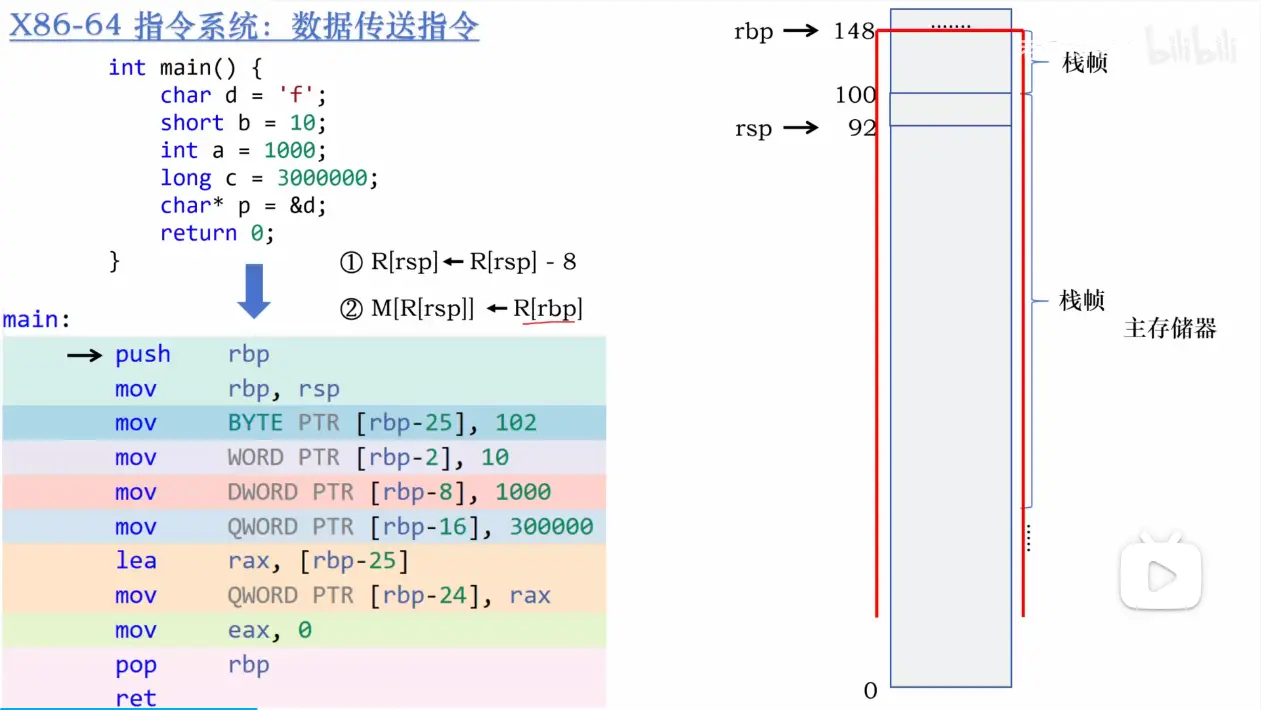 X86-64 指令系统：数据传送指令
int main() {
char d = 'f';
short b = 10;
int a = 1000;
long c = 3000000;
char* p = &d;
return 0;
}
① R[rsp]←R[rsp] - 8
② M[R[rsp]] ←R[rbp]
main:
→ push rbp
mov rbp, rsp
mov BYTE PTR [rbp-25], 102
mov WORD PTR [rbp-2], 10
mov DWORD PTR [rbp-8], 1000
mov QWORD PTR [rbp-16], 300000
lea rax, [rbp-25]
mov QWORD PTR [rbp-24], rax
mov eax, 0
pop rbp
ret
.......
rbp → 148
栈帧
100
rsp → 92
栈帧
主存储器
......
0
bilibili